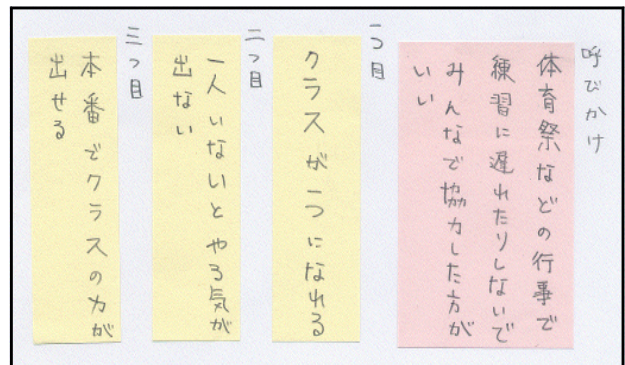 呼びかけ
体育祭などの行事で
練習に遅れたりしないで
みんなで協力した方が
いい
一つ目
クラスが一つになれる
二つ目
一人いないとやる気が
出ない
三つ目
本番でクラスの力が
出せる